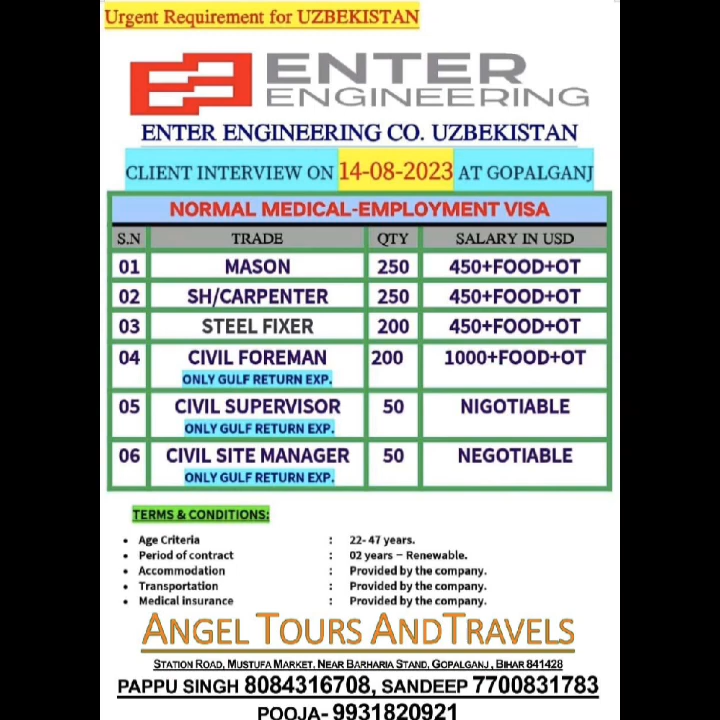 Urgent Requirement for UZBEKISTAN
ENTER
ENGINEERING
ENTER ENGINEERING CO. UZBEKISTAN
CLIENT INTERVIEW ON 14-08-2023 AT GOPALGANJ
NORMAL MEDICAL-EMPLOYMENT VISA
S.N TRADE QTY SALARY IN USD
01 MASON 250 450+FOOD+OT
02 SH/CARPENTER 250 450+FOOD+OT
03 STEEL FIXER 200 450+FOOD+OT
04 CIVIL FOREMAN 200 1000+FOOD+OT
ONLY GULF RETURN EXP.
05 CIVIL SUPERVISOR 50 NIGOTIABLE
ONLY GULF RETURN EXP.
06 CIVIL SITE MANAGER 50 NEGOTIABLE
ONLY GULF RETURN EXP.
TERMS & CONDITIONS:
• Age Criteria : 22-47 years.
• Period of contract : 02 years – Renewable.
• Accommodation : Provided by the company.
• Transportation : Provided by the company.
• Medical insurance : Provided by the company.
ANGEL TOURS ANDTRAVELS
STATION ROAD, MUSTUFA MARKET, NEAR BARHARIA STAND, GOPALGANJ, BIHAR 841428
PAPPU SINGH 8084316708, SANDEEP 7700831783
POOJA- 9931820921